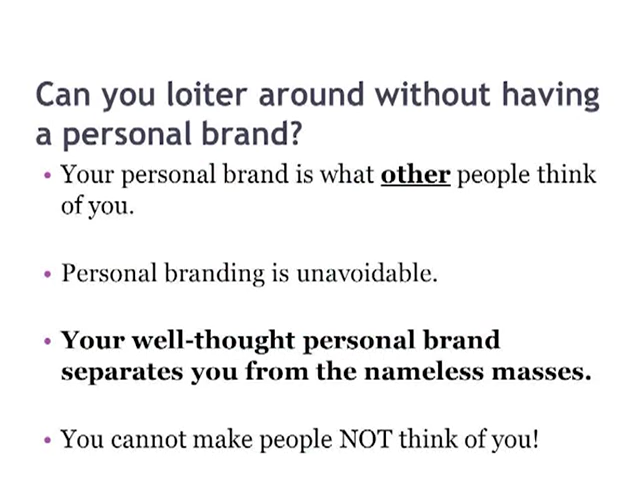 Can you loiter around without having
a personal brand?
• Your personal brand is what other people think
of you.
• Personal branding is unavoidable.
• Your well-thought personal brand
separates you from the nameless masses.
• You cannot make people NOT think of you!